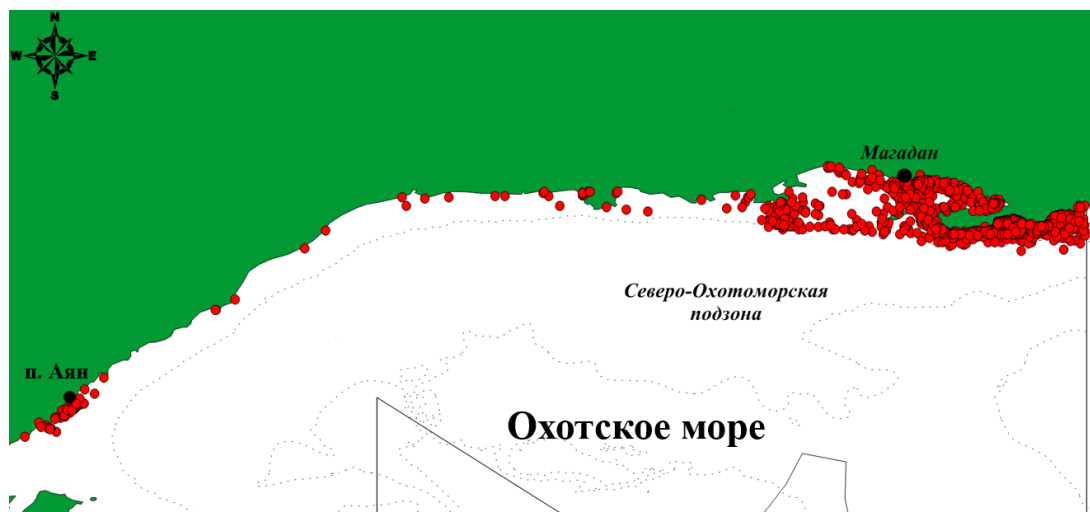 N
W E
S
Магадан
Северо-Охотоморская
подзона
п. Аян
Охотское море